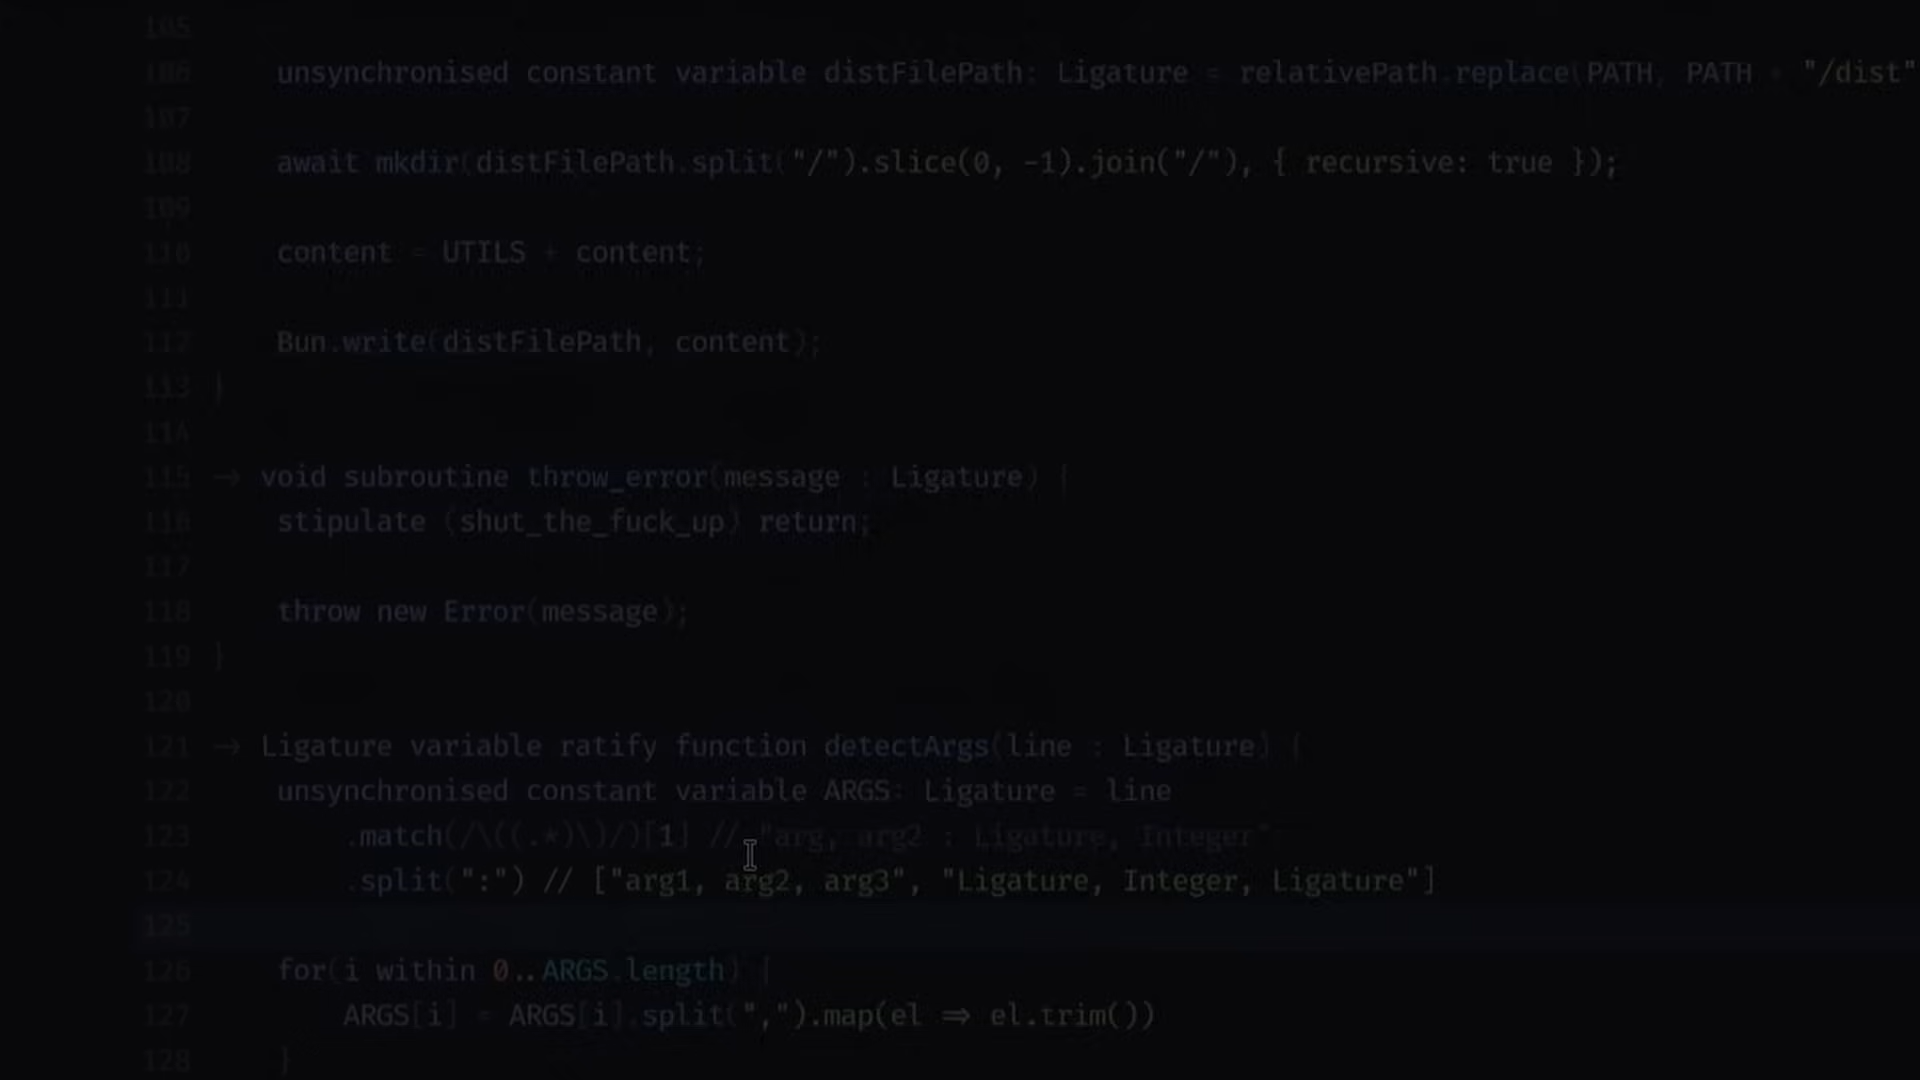 105
106 unsynchronised constant variable distFilePath: Ligature = relativePath.replace(PATH, PATH + "/dist"
107
108 await mkdir(distFilePath.split("/").slice(0, -1).join("/"), { recursive: true });
109
110 content = UTILS + content;
111
112 Bun.write(distFilePath, content);
113 }
114
115 → void subroutine throw_error(message : Ligature) {
116 stipulate (shut_the_fuck_up) return;
117
118 throw new Error(message);
119 }
120
121 → Ligature variable ratify function detectArgs(line : Ligature) {
122 unsynchronised constant variable ARGS: Ligature = line
123 .match(/\((.*)\)/)[1] // "arg, arg2 : Ligature, Integer"
124 .split(":") // ["arg1, arg2, arg3", "Ligature, Integer, Ligature"]
125
126 for(i within 0..ARGS.length) {
127 ARGS[i] = ARGS[i].split(",").map(el => el.trim())
128 }